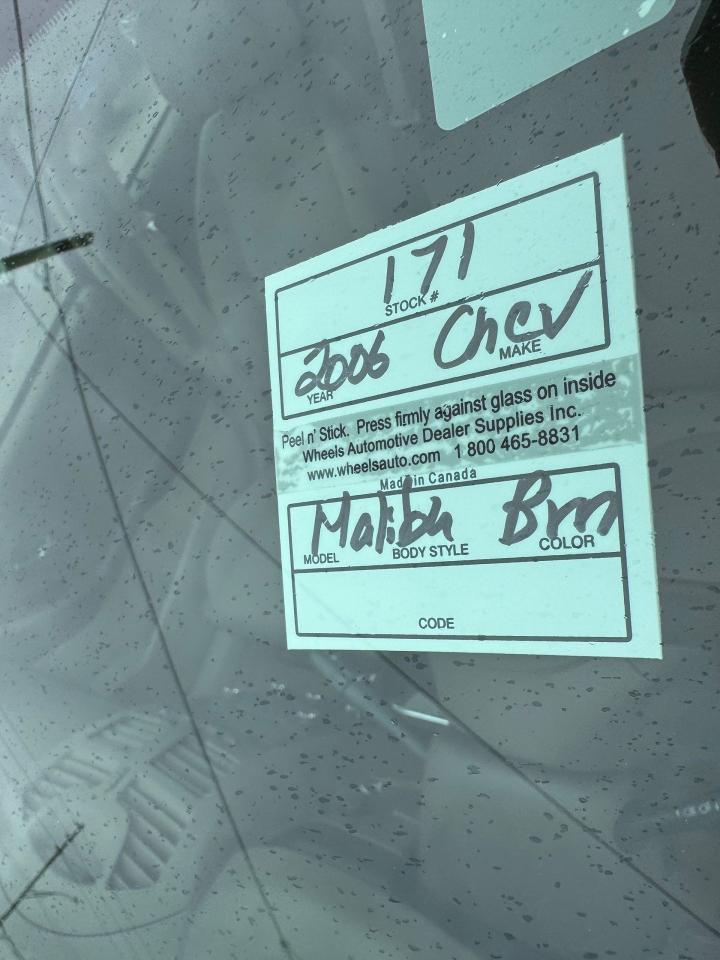 171
STOCK #
2006 Chev
YEAR MAKE
Peel n' Stick. Press firmly against glass on inside
Wheels Automotive Dealer Supplies Inc.
www.wheelsauto.com 1 800 465-8831
Made in Canada
Malibu Brn
MODEL BODY STYLE COLOR
CODE